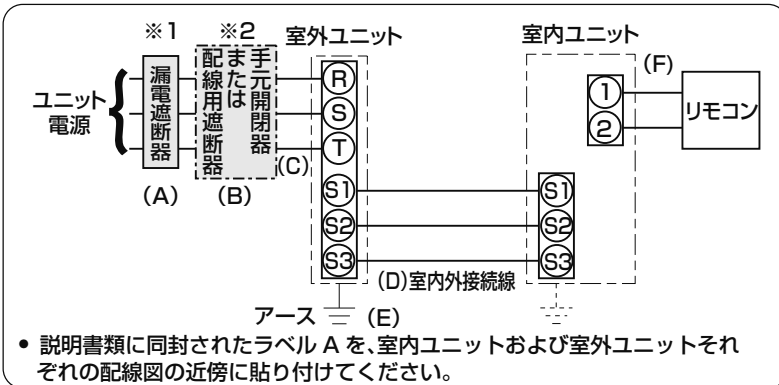 ※1
※2
室外ユニット
室内ユニット
ユニット
電源
漏電遮断器
手元開閉器
または
配線用遮断器
(A)
(B)
(C)
R
S
T
S1
S2
S3
1
2
(F)
リモコン
S1
S2
S3
(D)室内外接続線
アース
(E)
• 説明書類に同封されたラベル A を、室内ユニットおよび室外ユニットそれ
ぞれの配線図の近傍に貼り付けてください。